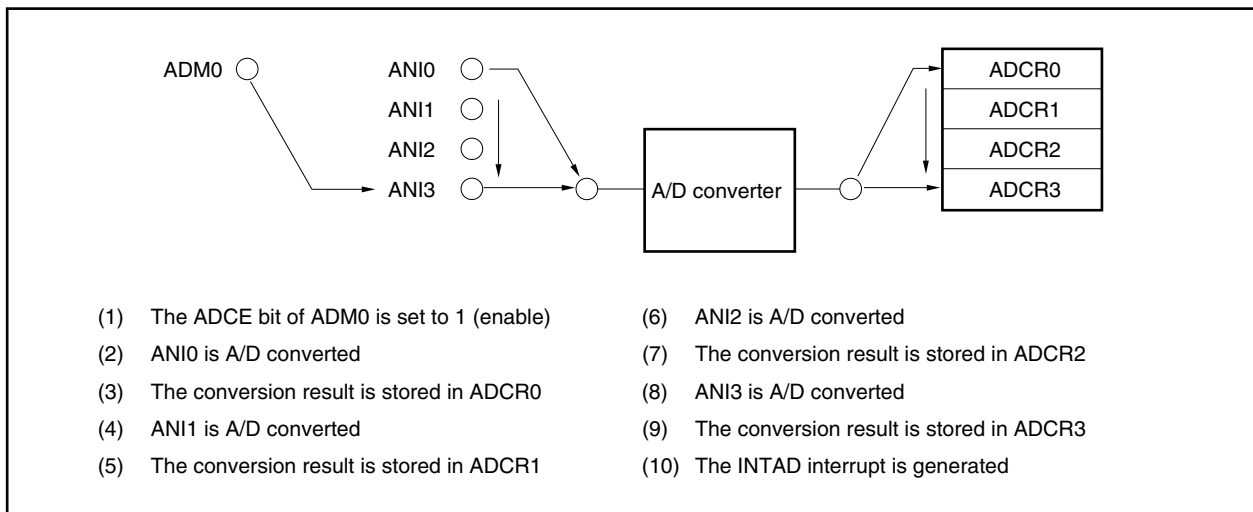 ADM0
ANI0
ANI1
ANI2
ANI3
A/D converter
ADCR0
ADCR1
ADCR2
ADCR3
(1) The ADCE bit of ADM0 is set to 1 (enable)
(2) ANI0 is A/D converted
(3) The conversion result is stored in ADCR0
(4) ANI1 is A/D converted
(5) The conversion result is stored in ADCR1
(6) ANI2 is A/D converted
(7) The conversion result is stored in ADCR2
(8) ANI3 is A/D converted
(9) The conversion result is stored in ADCR3
(10) The INTAD interrupt is generated